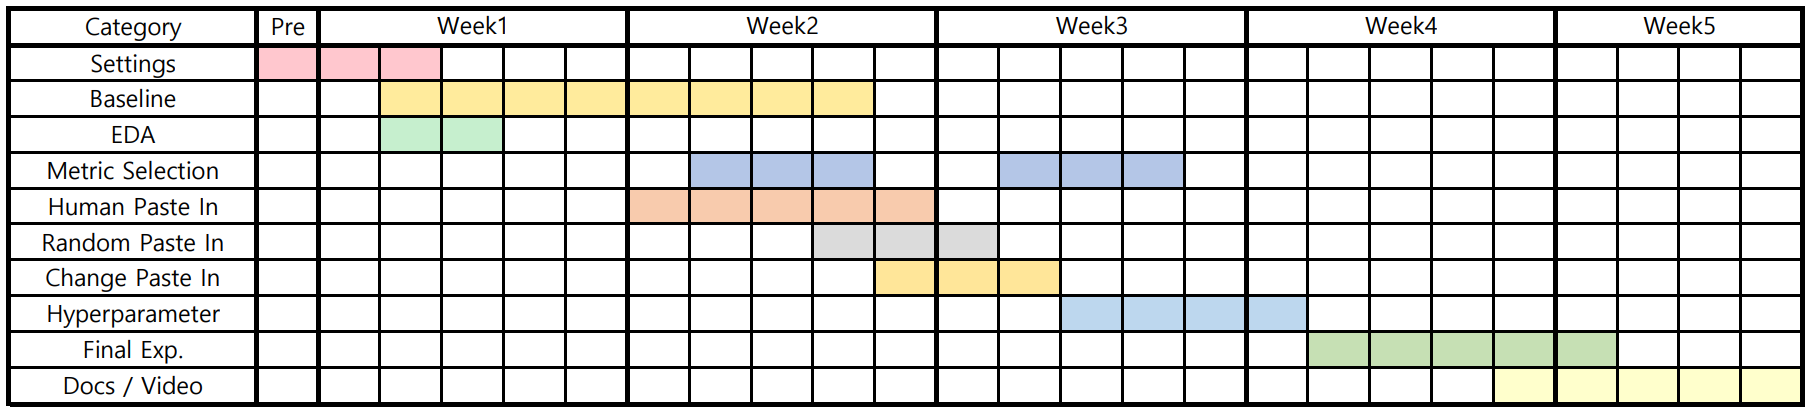 Category Pre Week1 Week2 Week3 Week4 Week5
Settings
Baseline
EDA
Metric Selection
Human Paste In
Random Paste In
Change Paste In
Hyperparameter
Final Exp.
Docs / Video